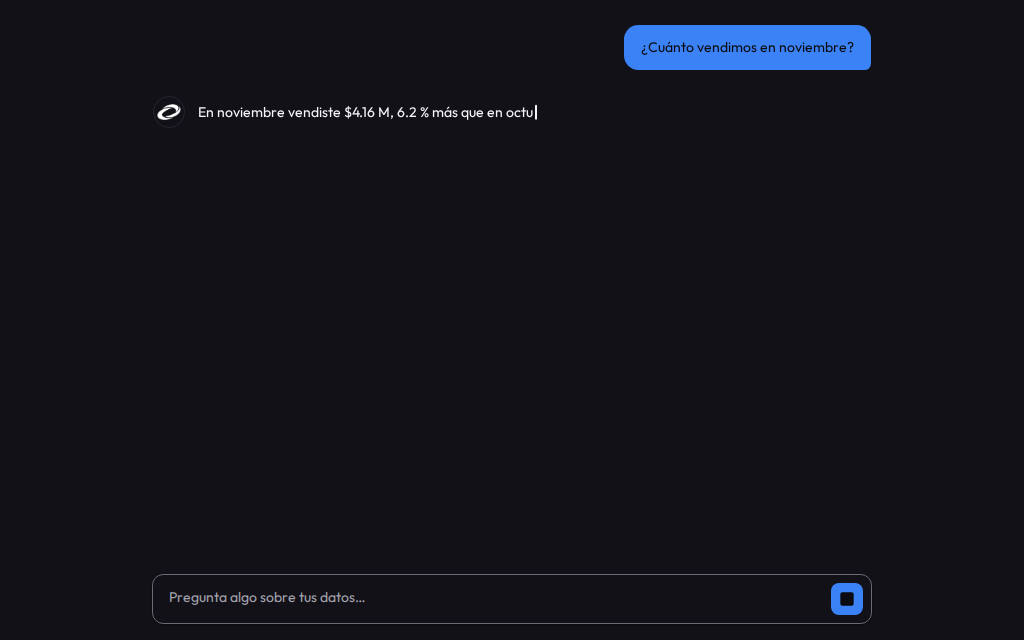 ¿Cuánto vendimos en noviembre?
En noviembre vendiste $4.16 M, 6.2 % más que en octu
Pregunta algo sobre tus datos…